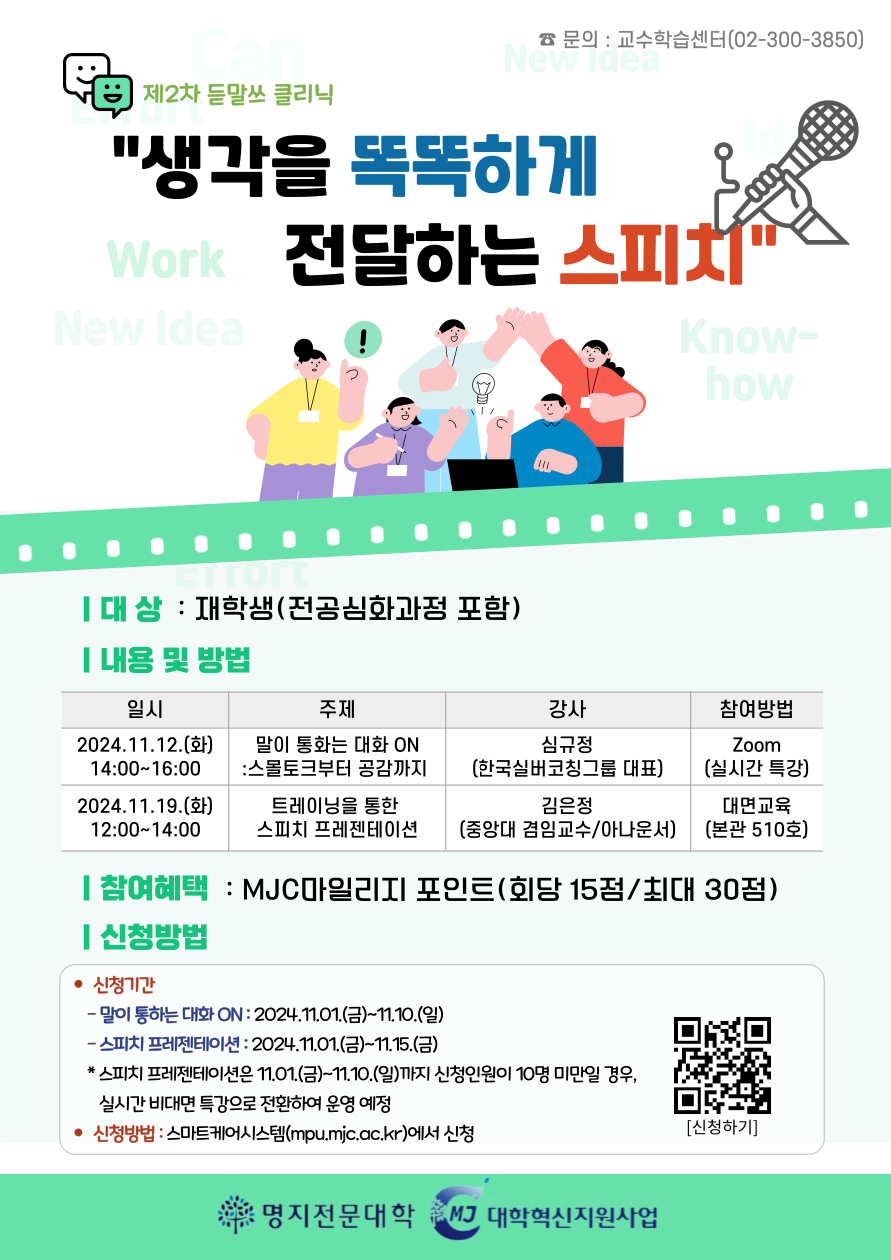 ☎ 문의 : 교수학습센터(02-300-3850)
Can
New Idea
Effort
제2차 듣말쓰 클리닉
"생각을 똑똑하게
전달하는 스피치"
Work
New Idea
Know-
how
!
Effort
| 대 상 : 재학생(전공심화과정 포함)
| 내용 및 방법
일시 주제 강사 참여방법
2024.11.12.(화) 말이 통화는 대화 ON 심규정 Zoom
14:00~16:00 :스몰토크부터 공감까지 (한국실버코칭그룹 대표) (실시간 특강)
2024.11.19.(화) 트레이닝을 통한 김은정 대면교육
12:00~14:00 스피치 프레젠테이션 (중앙대 겸임교수/아나운서) (본관 510호)
| 참여혜택 : MJC마일리지 포인트(회당 15점/최대 30점)
| 신청방법
• 신청기간
- 말이 통하는 대화 ON : 2024.11.01.(금)~11.10.(일)
- 스피치 프레젠테이션 : 2024.11.01.(금)~11.15.(금)
* 스피치 프레젠테이션은 11.01.(금)~11.10.(일)까지 신청인원이 10명 미만일 경우,
실시간 비대면 특강으로 전환하여 운영 예정
• 신청방법 : 스마트케어시스템(mpu.mjc.ac.kr)에서 신청
[신청하기]
명지전문대학 MJ 대학혁신지원사업